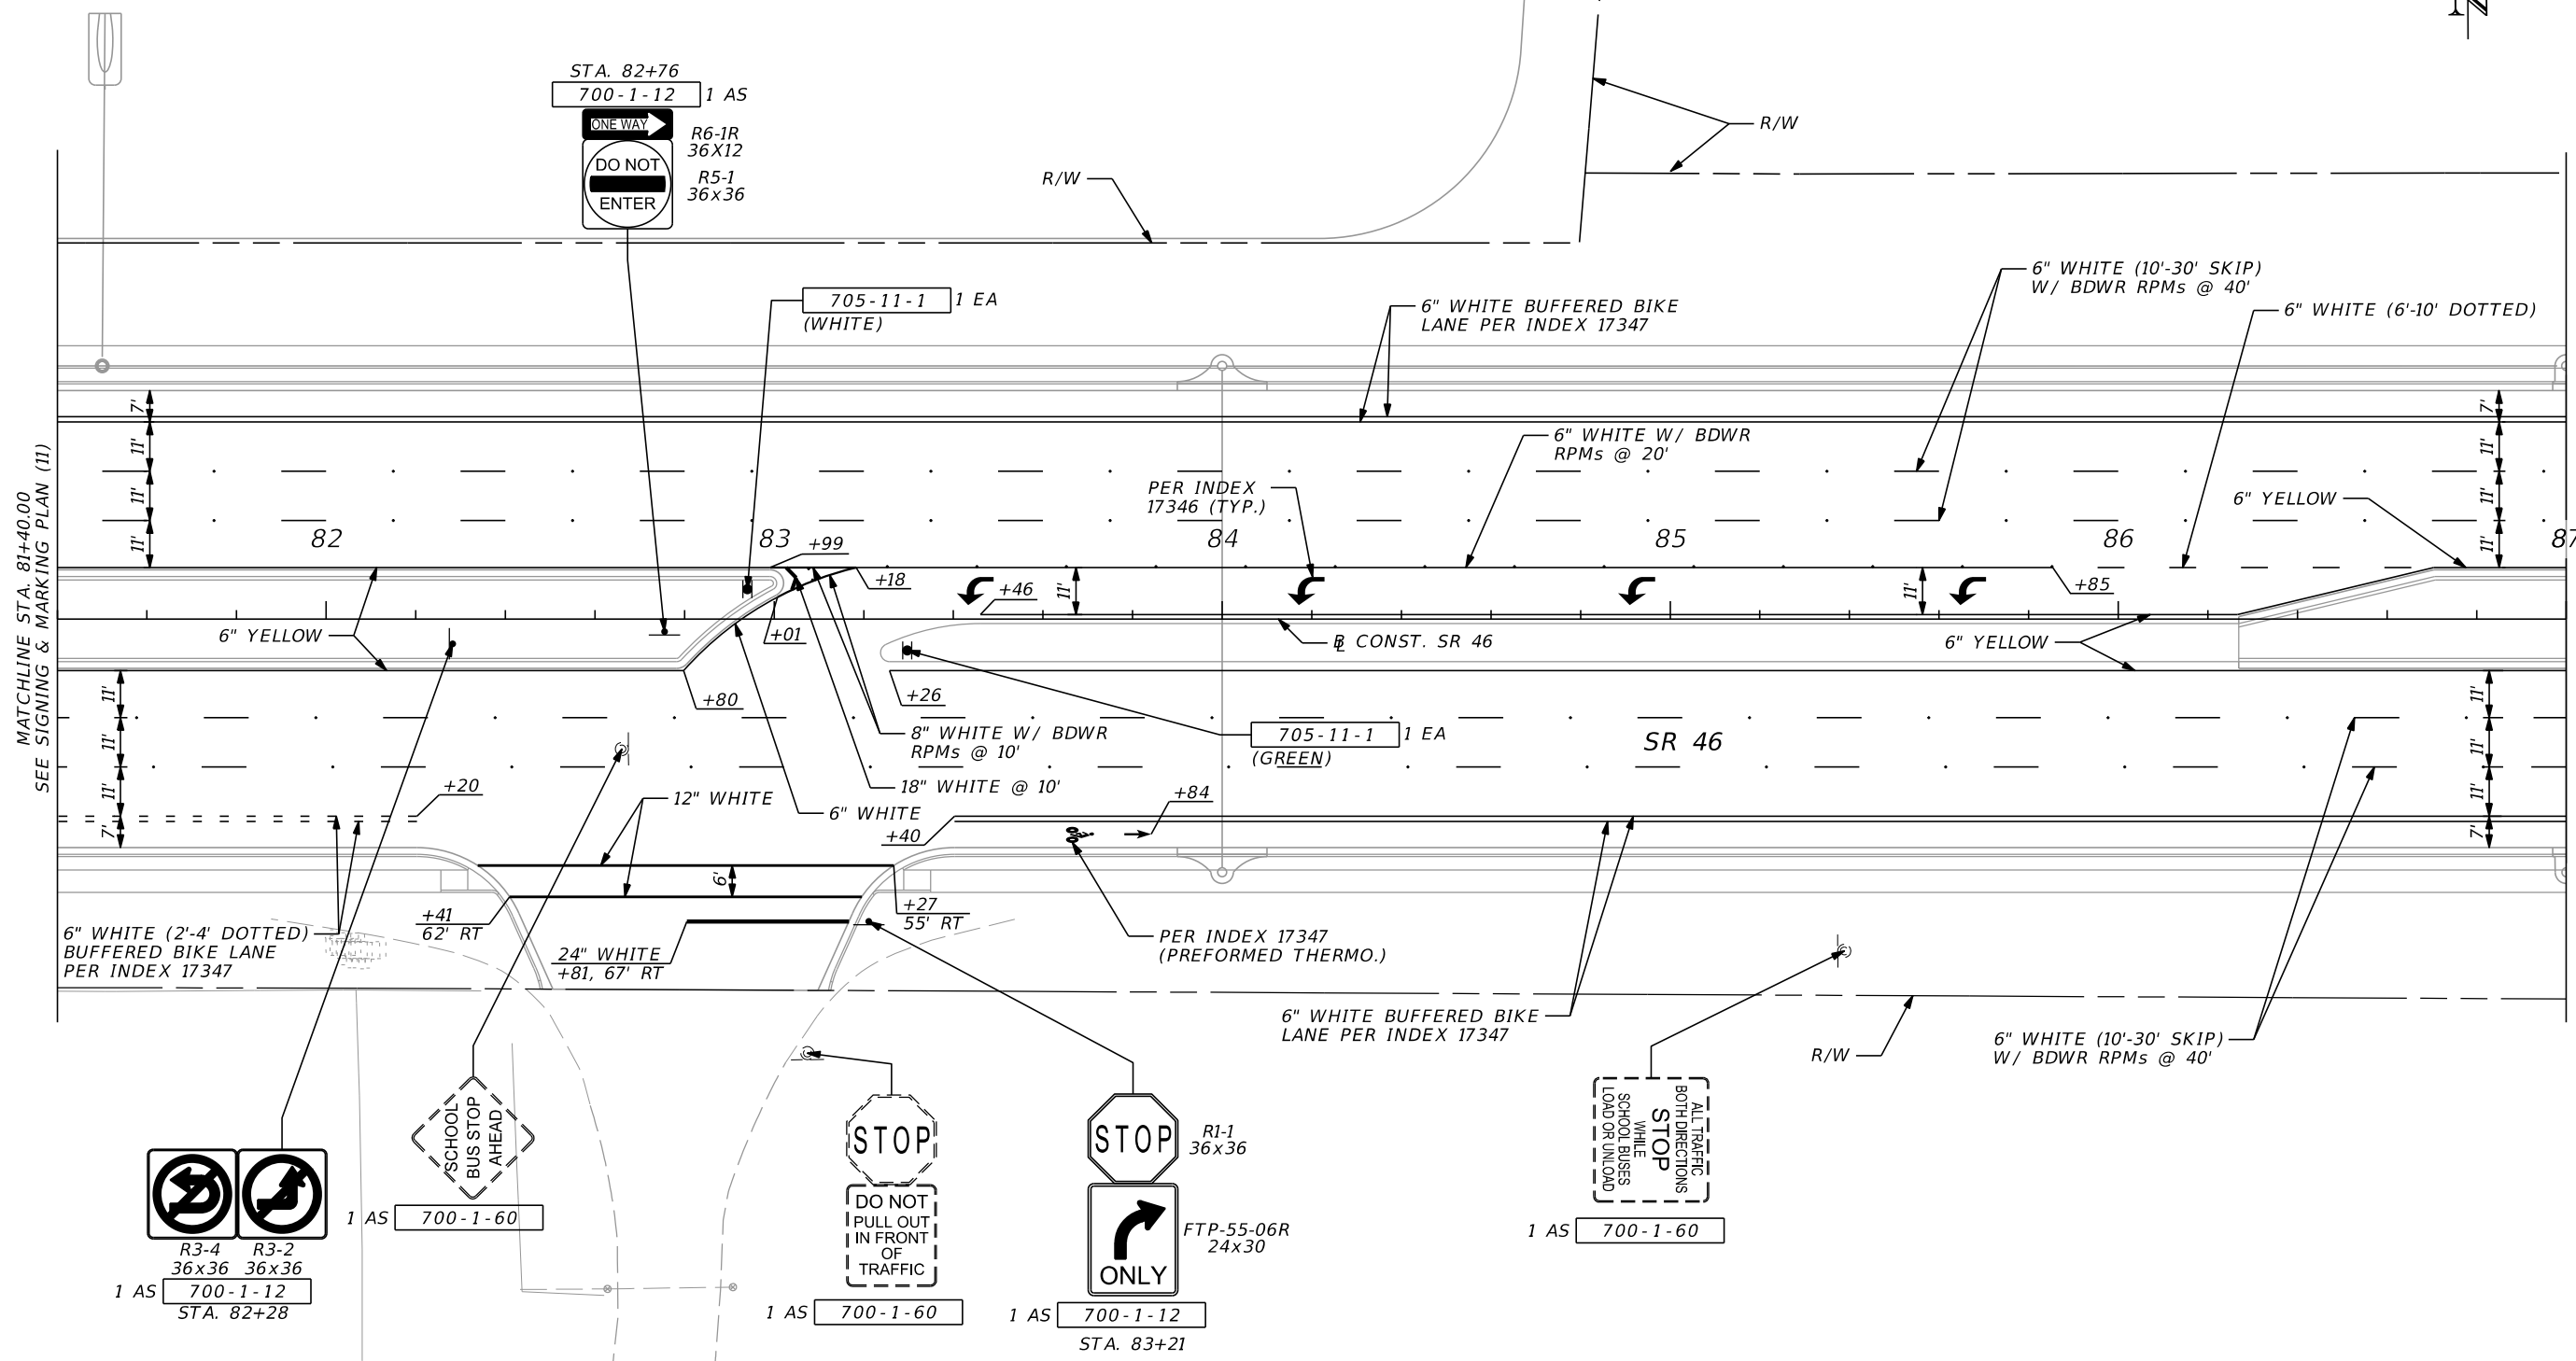 N
STA. 82+76
700-1-12 1 AS
ONE WAY
R6-1R
36X12
DO NOT
ENTER
R5-1
36x36
R/W
R/W
705-11-1 1 EA
(WHITE)
6" WHITE BUFFERED BIKE
LANE PER INDEX 17347
6" WHITE (10'-30' SKIP)
W/ BDWR RPMs @ 40'
6" WHITE (6'-10' DOTTED)
7'
11'
11'
11'
7'
11'
11'
11'
MATCHLINE STA. 81+40.00
SEE SIGNING & MARKING PLAN (11)
6" WHITE W/ BDWR
RPMs @ 20'
PER INDEX
17346 (TYP.)
6" YELLOW
82
83
84
85
86
87
+99
+18
+46
11'
11'
+85
6" YELLOW
+01
B CONST. SR 46
L
6" YELLOW
+80
+26
8" WHITE W/ BDWR
RPMs @ 10'
705-11-1 1 EA
(GREEN)
SR 46
11'
11'
11'
7'
11'
11'
11'
7'
+20
12" WHITE
18" WHITE @ 10'
6" WHITE
+84
+40
6'
+41
62' RT
+27
55' RT
24" WHITE
+81, 67' RT
6" WHITE (2'-4' DOTTED)
BUFFERED BIKE LANE
PER INDEX 17347
PER INDEX 17347
(PREFORMED THERMO.)
6" WHITE BUFFERED BIKE
LANE PER INDEX 17347
R/W
6" WHITE (10'-30' SKIP)
W/ BDWR RPMs @ 40'
R3-4
36x36
R3-2
36x36
1 AS 700-1-12
STA. 82+28
SCHOOL
BUS STOP
AHEAD
1 AS 700-1-60
STOP
DO NOT
PULL OUT
IN FRONT
OF
TRAFFIC
1 AS 700-1-60
STOP
R1-1
36x36
ONLY
FTP-55-06R
24x30
1 AS 700-1-12
STA. 83+21
ALL TRAFFIC
BOTH DIRECTIONS
STOP
WHILE
SCHOOL BUSES
LOAD OR UNLOAD
1 AS 700-1-60